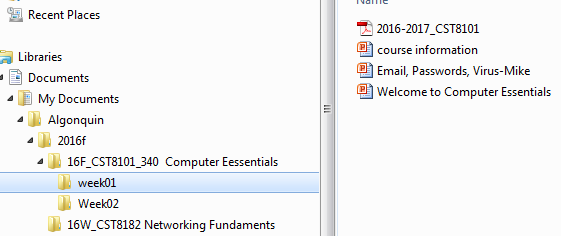 Recent Places
Libraries
Documents
My Documents
Algonquin
2016f
16F_CST8101_340 Computer Eessentials
week01
Week02
16W_CST8182 Networking Fundaments
Name
2016-2017_CST8101
course information
Email, Passwords, Virus-Mike
Welcome to Computer Essentials